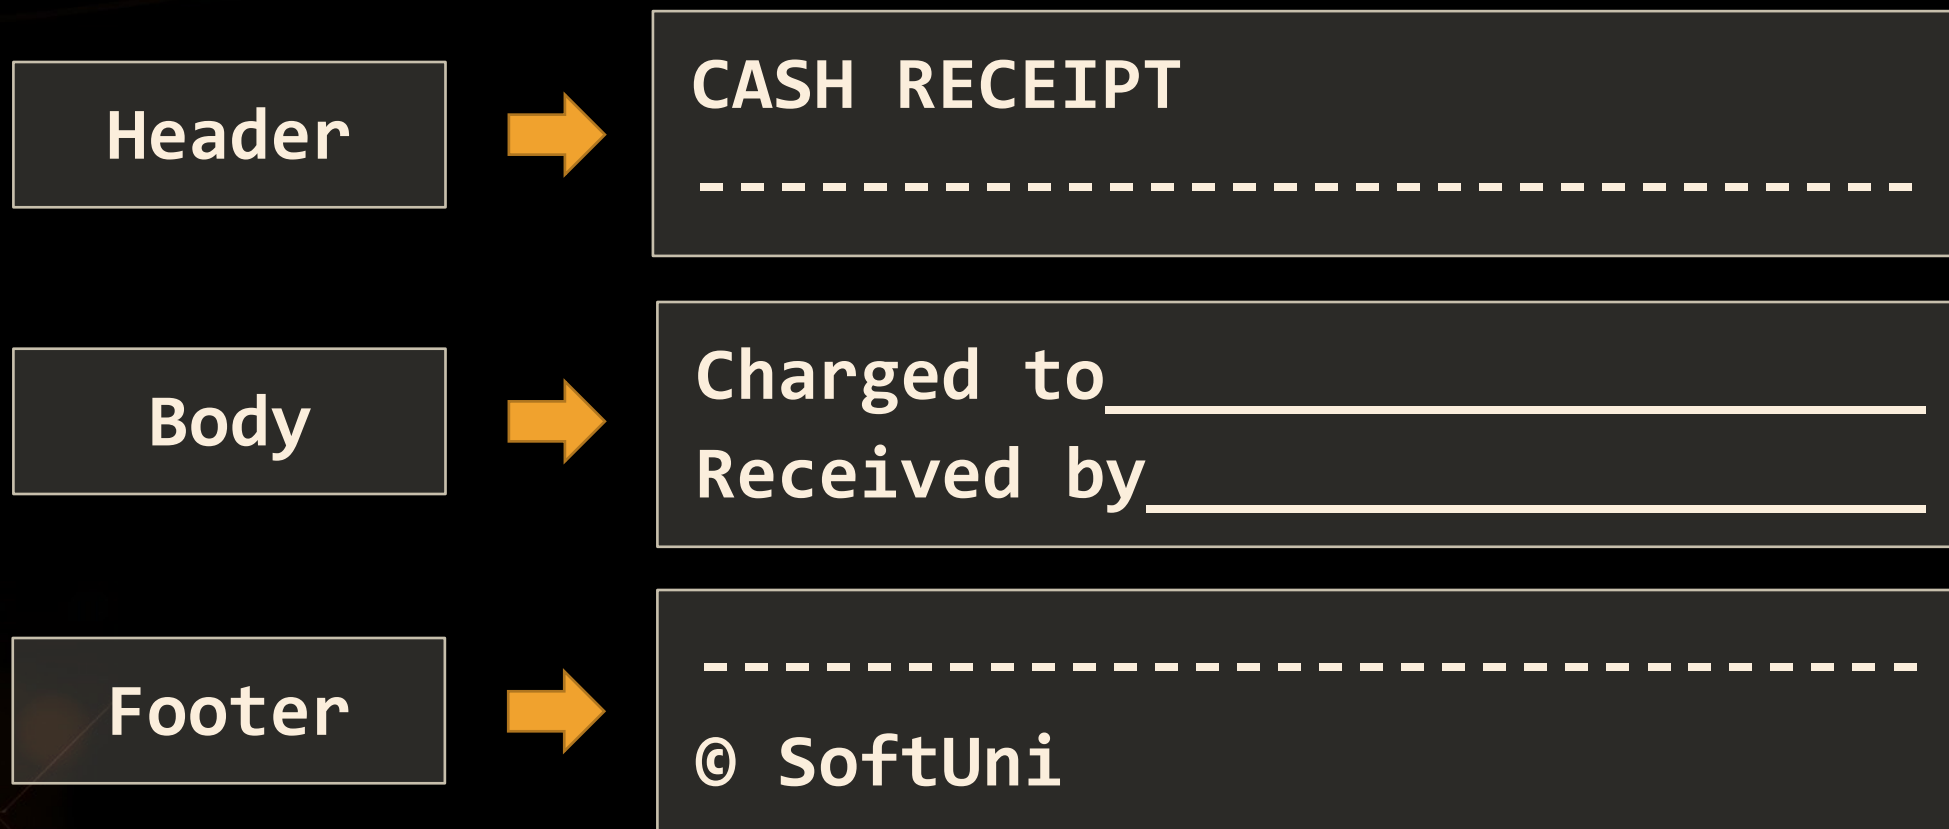 Header
CASH RECEIPT
------------------------------
Body
Charged to____________________
Received by___________________
Footer
------------------------------
© SoftUni